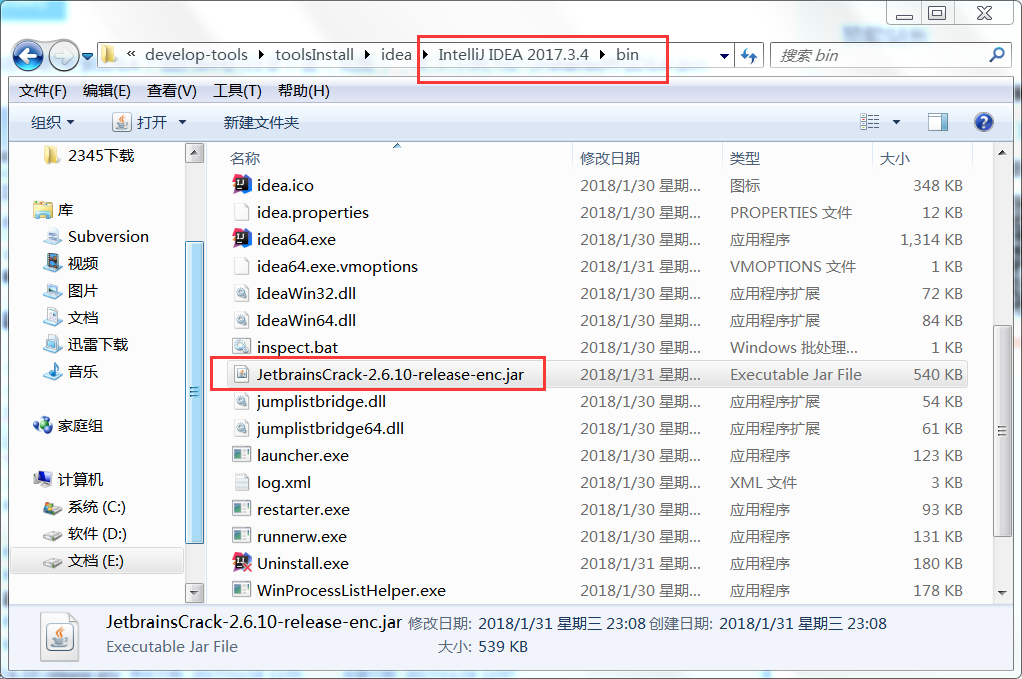 « develop-tools toolsInstall idea IntelliJ IDEA 2017.3.4 bin 搜索 bin
文件(F) 编辑(E) 查看(V) 工具(T) 帮助(H)
组织 打开 新建文件夹
2345下载
库
Subversion
视频
图片
文档
迅雷下载
音乐
家庭组
计算机
系统 (C:)
软件 (D:)
文档 (E:)
名称 修改日期 类型 大小
idea.ico 2018/1/30 星期... 图标 348 KB
idea.properties 2018/1/30 星期... PROPERTIES 文件 12 KB
idea64.exe 2018/1/30 星期... 应用程序 1,314 KB
idea64.exe.vmoptions 2018/1/31 星期... VMOPTIONS 文件 1 KB
IdeaWin32.dll 2018/1/30 星期... 应用程序扩展 72 KB
IdeaWin64.dll 2018/1/30 星期... 应用程序扩展 84 KB
inspect.bat 2018/1/30 星期... Windows 批处理... 1 KB
JetbrainsCrack-2.6.10-release-enc.jar 2018/1/31 星期... Executable Jar File 540 KB
jumplistbridge.dll 2018/1/30 星期... 应用程序扩展 54 KB
jumplistbridge64.dll 2018/1/30 星期... 应用程序扩展 61 KB
launcher.exe 2018/1/30 星期... 应用程序 123 KB
log.xml 2018/1/30 星期... XML 文件 3 KB
restarter.exe 2018/1/30 星期... 应用程序 93 KB
runnerw.exe 2018/1/30 星期... 应用程序 131 KB
Uninstall.exe 2018/1/31 星期... 应用程序 180 KB
WinProcessListHelper.exe 2018/1/30 星期... 应用程序 178 KB
JetbrainsCrack-2.6.10-release-enc.jar 修改日期: 2018/1/31 星期三 23:08 创建日期: 2018/1/31 星期三 23:08
Executable Jar File 大小: 539 KB